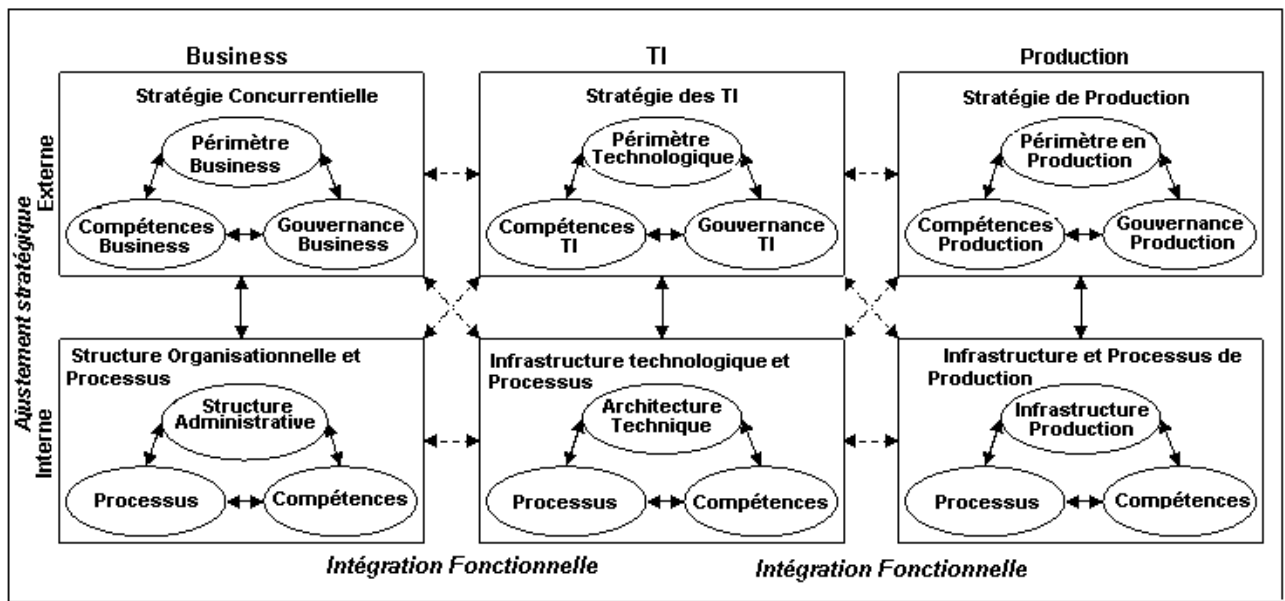 Business
TI
Production
Ajustement stratégique
Externe
Interne
Stratégie Concurrentielle
Périmètre
Business
Compétences
Business
Gouvernance
Business
Stratégie des TI
Périmètre
Technologique
Compétences
TI
Gouvernance
TI
Stratégie de Production
Périmètre en
Production
Compétences
Production
Gouvernance
Production
Structure Organisationnelle et
Processus
Structure
Administrative
Processus
Compétences
Infrastructure technologique et
Processus
Architecture
Technique
Processus
Compétences
Infrastructure et Processus de
Production
Infrastructure
Production
Processus
Compétences
Intégration Fonctionnelle
Intégration Fonctionnelle